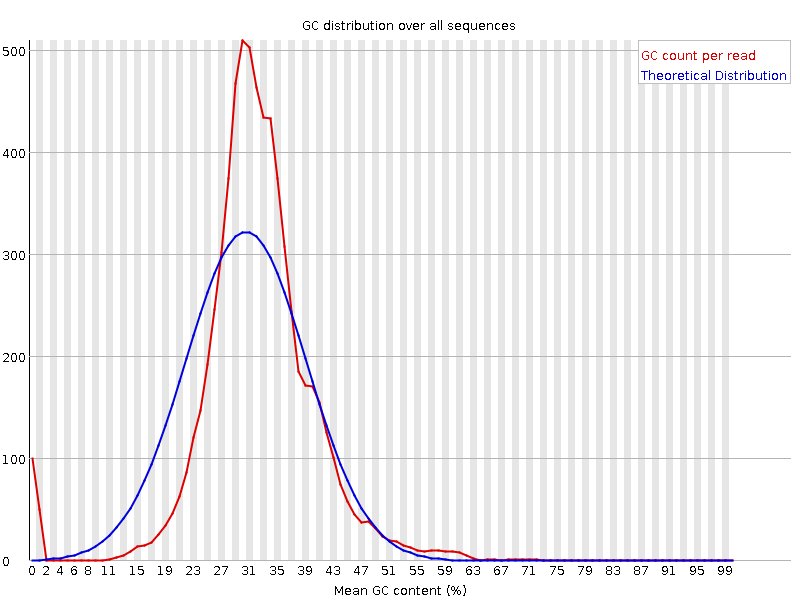 GC distribution over all sequences
GC count per read
Theoretical Distribution
500
400
300
200
100
0
0 2 4 6 8 11 15 19 23 27 31 35 39 43 47 51 55 59 63 67 71 75 79 83 87 91 95 99
Mean GC content (%)